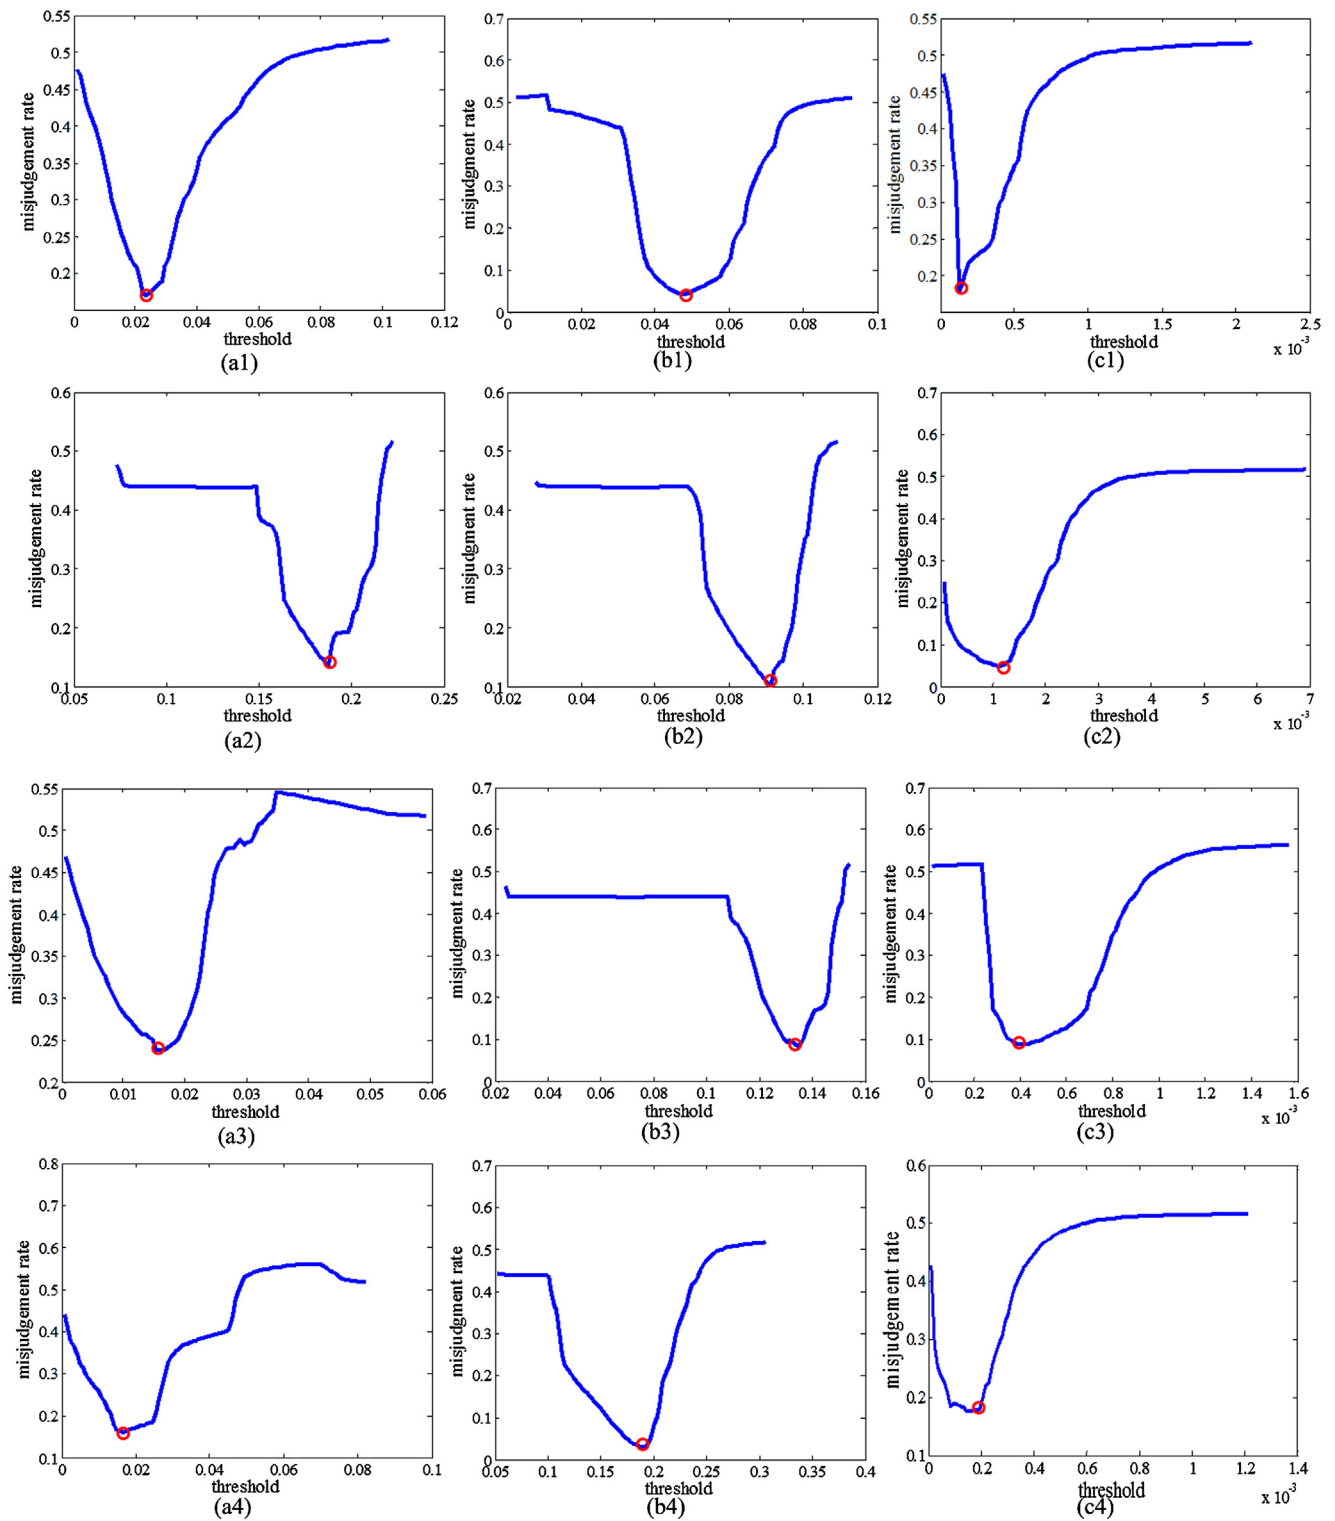 0.55
0.5
0.45
0.4
0.35
0.3
0.25
0.2
misjudgement rate
0 0.02 0.04 0.06 0.08 0.1 0.12
threshold
(a1)
0.7
0.6
0.5
0.4
0.3
0.2
0.1
0
misjudgement rate
0 0.02 0.04 0.06 0.08 0.1
threshold
(b1)
0.55
0.5
0.45
0.4
0.35
0.3
0.25
0.2
misjudgement rate
0 0.5 1 1.5 2 2.5
threshold
x 10⁻³
(c1)
0.6
0.5
0.4
0.3
0.2
0.1
misjudgement rate
0.05 0.1 0.15 0.2 0.25
threshold
(a2)
0.6
0.5
0.4
0.3
0.2
0.1
misjudgment rate
0.02 0.04 0.06 0.08 0.1 0.12
threshold
(b2)
0.7
0.6
0.5
0.4
0.3
0.2
0.1
0
misjudgement rate
0 1 2 3 4 5 6 7
threshold
x 10⁻³
(c2)
0.55
0.5
0.45
0.4
0.35
0.3
0.25
0.2
misjudgement rate
0 0.01 0.02 0.03 0.04 0.05 0.06
threshold
(a3)
0.7
0.6
0.5
0.4
0.3
0.2
0.1
0
misjudgment rate
0.02 0.04 0.06 0.08 0.1 0.12 0.14 0.16
threshold
(b3)
0.7
0.6
0.5
0.4
0.3
0.2
0.1
0
misjudgement rate
0 0.2 0.4 0.6 0.8 1 1.2 1.4 1.6
threshold
x 10⁻³
(c3)
0.8
0.7
0.6
0.5
0.4
0.3
0.2
0.1
misjudgement rate
0 0.02 0.04 0.06 0.08 0.1
threshold
(a4)
0.7
0.6
0.5
0.4
0.3
0.2
0.1
0
misjudgment rate
0.05 0.1 0.15 0.2 0.25 0.3 0.35 0.4
threshold
(b4)
0.6
0.5
0.4
0.3
0.2
0.1
misjudgement rate
0 0.2 0.4 0.6 0.8 1 1.2 1.4
threshold
x 10⁻³
(c4)